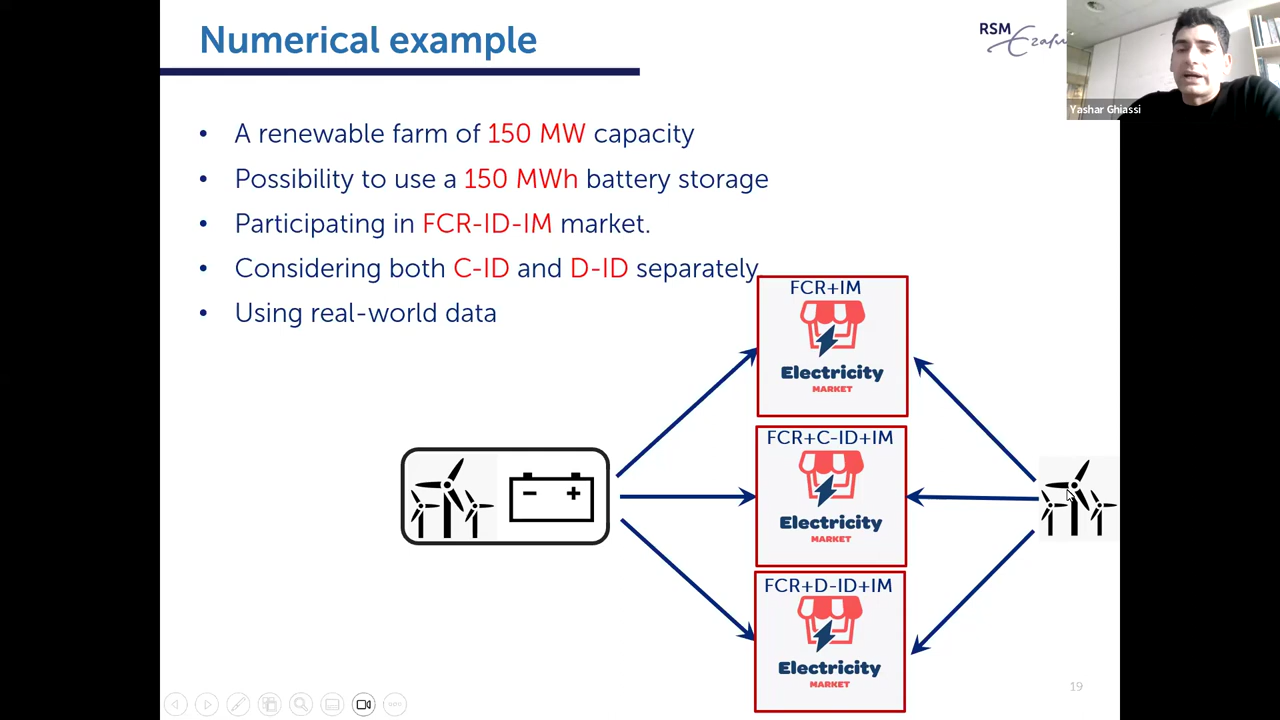 Numerical example
RSM
Erasmus
Yashar Ghiassi
• A renewable farm of 150 MW capacity
• Possibility to use a 150 MWh battery storage
• Participating in FCR-ID-IM market.
• Considering both C-ID and D-ID separately
• Using real-world data
FCR+IM
Electricity
MARKET
FCR+C-ID+IM
Electricity
MARKET
FCR+D-ID+IM
Electricity
MARKET
19